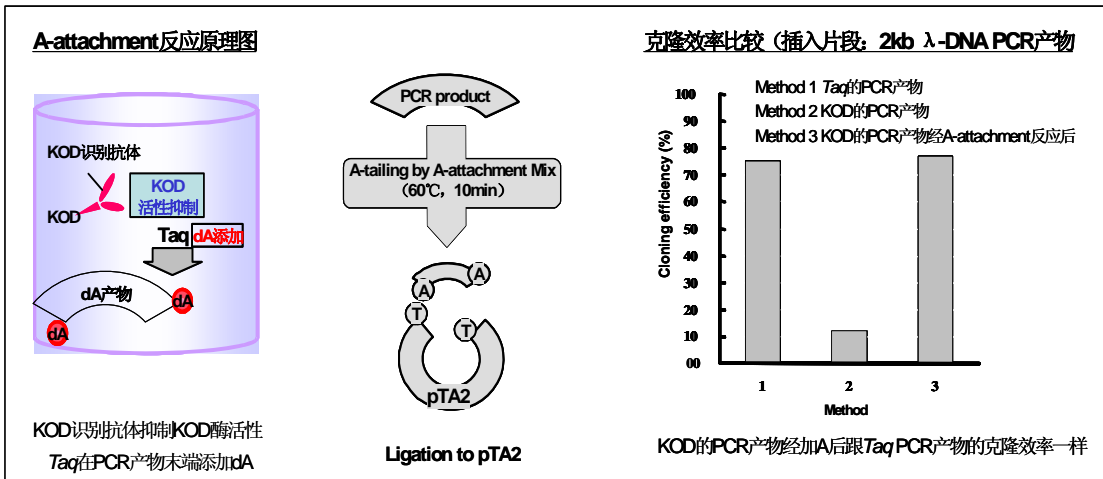 A-attachment反应原理图
KOD识别抗体
KOD
KOD
活性抑制
Taq
dA添加
dA产物
dA
dA
KOD识别抗体抑制KOD酶活性
Taq在PCR产物末端添加dA
PCR product
A-tailing by A-attachment Mix
（60℃，10min）
A
A
T
T
pTA2
Ligation to pTA2
克隆效率比较（插入片段：2kb λ-DNA PCR产物
Method 1 Taq的PCR产物
Method 2 KOD的PCR产物
Method 3 KOD的PCR产物经A-attachment反应后
Cloning efficiency (%)
100
90
80
70
60
50
40
30
20
10
00
1 2 3
Method
KOD的PCR产物经加A后跟Taq PCR产物的克隆效率一样